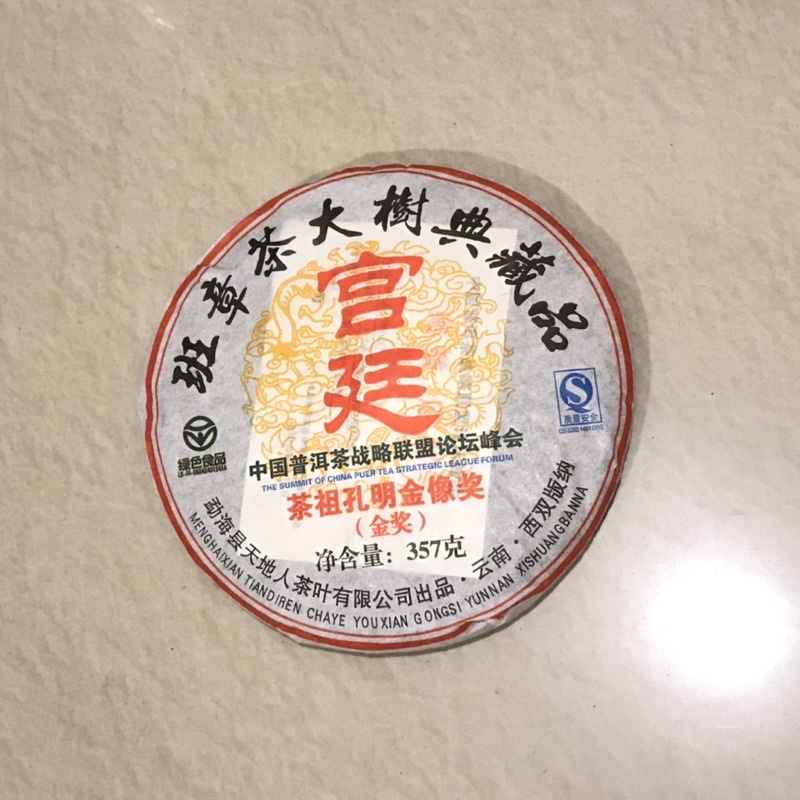 班章茶大樹典藏品
宫廷
质量安全
绿色食品
中国普洱茶战略联盟论坛峰会
THE SUMMIT OF CHINA PUER TEA STRATEGIC LEAGUE FORUM
茶祖孔明金像奖
(金奖)
净含量: 357克
勐海县天地人茶叶有限公司出品·云南·西双版纳
MENGHAIXIAN TIANDIREN CHAYE YOUXIAN GONGSI YUNNAN XISHUANGBANNA